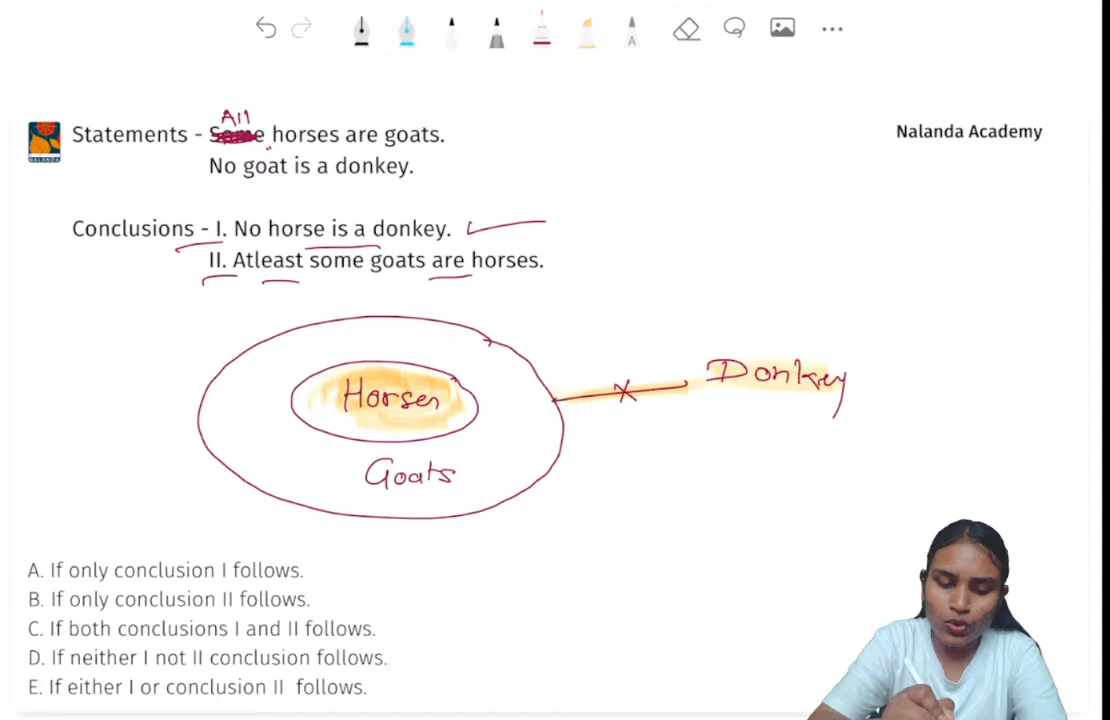 A
All
Statements - Some horses are goats.
Nalanda Academy
NALANDA
No goat is a donkey.
Conclusions - I. No horse is a donkey.
II. Atleast some goats are horses.
Horses
Donkey
Goats
A. If only conclusion I follows.
B. If only conclusion II follows.
C. If both conclusions I and II follows.
D. If neither I not II conclusion follows.
E. If either I or conclusion II follows.